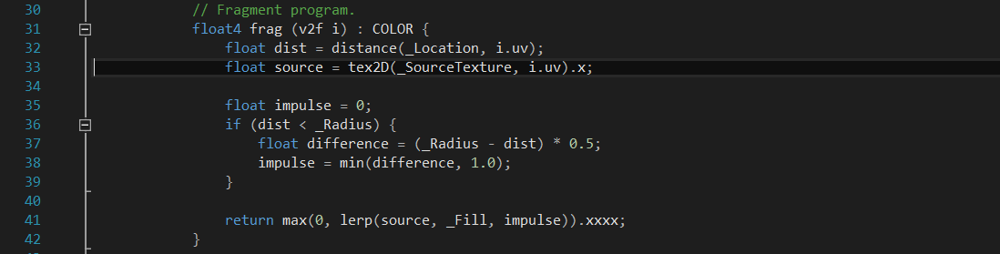 30 // Fragment program.
31 float4 frag (v2f i) : COLOR {
32 float dist = distance(_Location, i.uv);
33 float source = tex2D(_SourceTexture, i.uv).x;
34
35 float impulse = 0;
36 if (dist < _Radius) {
37 float difference = (_Radius - dist) * 0.5;
38 impulse = min(difference, 1.0);
39 }
40
41 return max(0, lerp(source, _Fill, impulse)).xxxx;
42 }